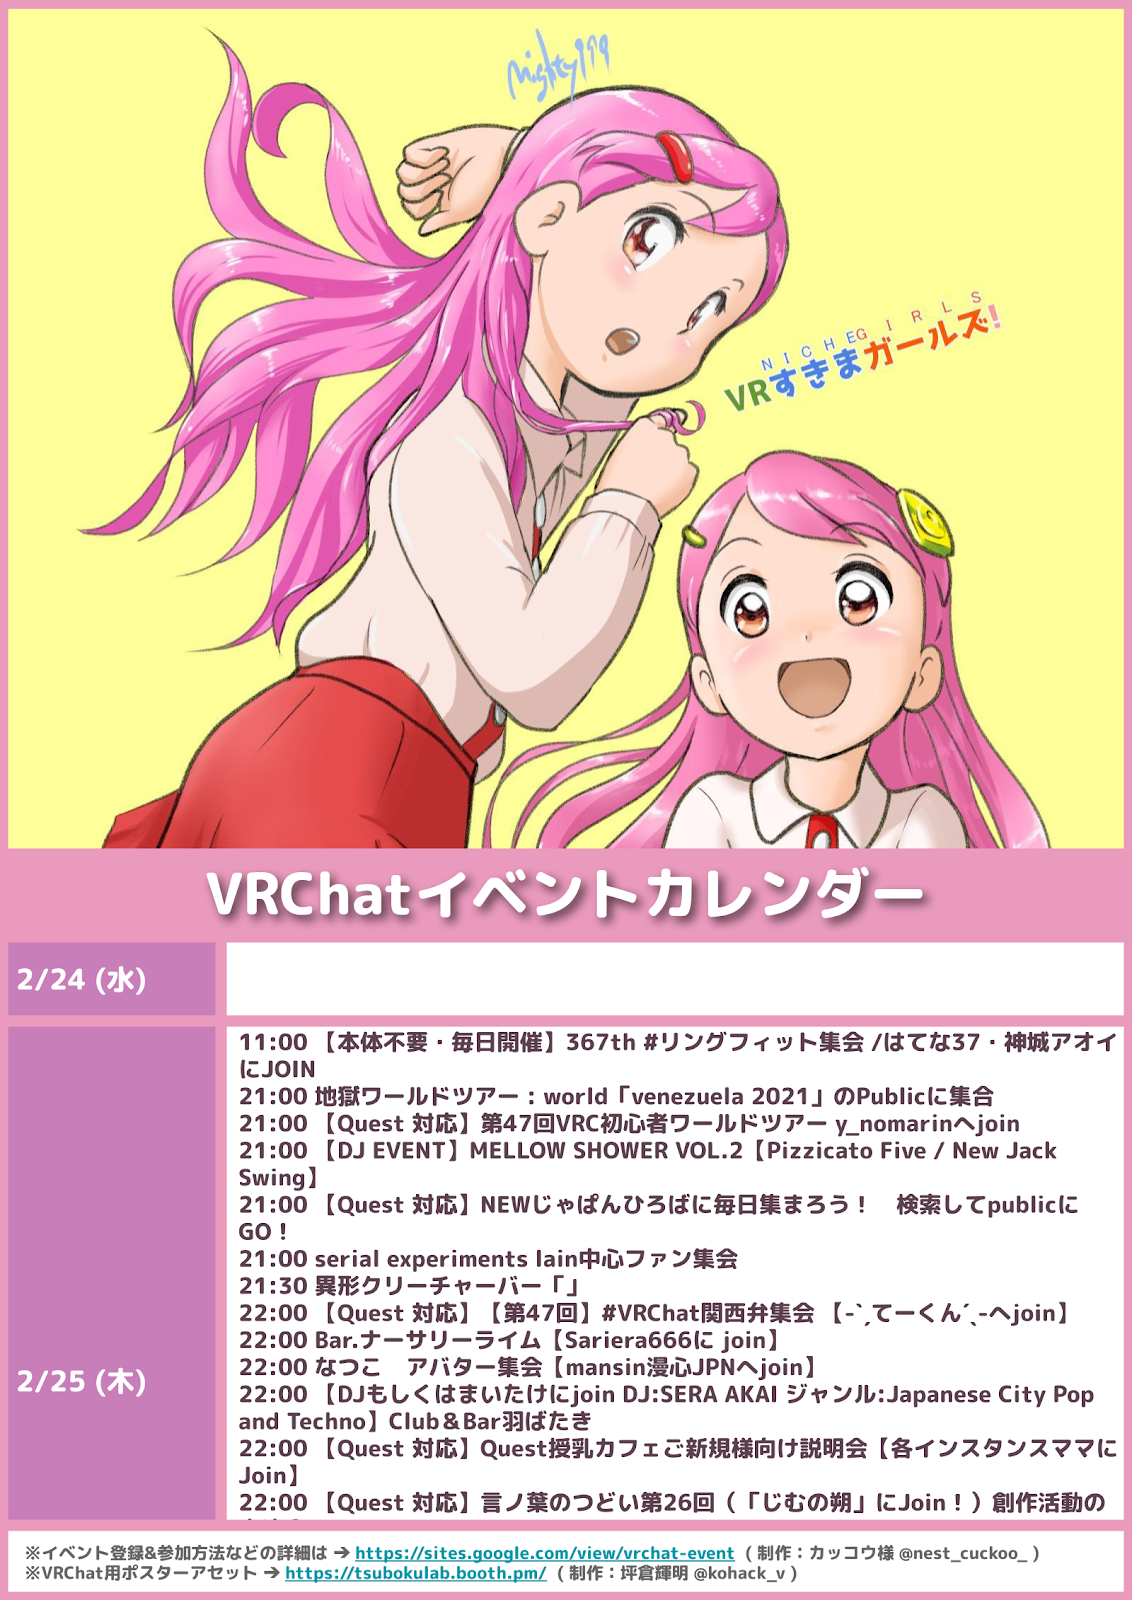 mighty199
NICHE GIRLS
VRすきまガールズ!
VRChatイベントカレンダー
2/24 (水)
2/25 (木)
11:00 【本体不要・毎日開催】367th #リングフィット集会 /はてな37・神城アオイ
にJOIN
21:00 地獄ワールドツアー：world「venezuela 2021」のPublicに集合
21:00 【Quest 対応】第47回VRC初心者ワールドツアー y_nomarinへjoin
21:00 【DJ EVENT】MELLOW SHOWER VOL.2【Pizzicato Five / New Jack
Swing】
21:00 【Quest 対応】NEWじゃぱんひろばに毎日集まろう！　検索してpublicに
GO！
21:00 serial experiments lain中心ファン集会
21:30 異形クリーチャーバー「」
22:00 【Quest 対応】【第47回】#VRChat関西弁集会 【-ˋˏてーくんˊˎ-へjoin】
22:00 Bar.ナーサリーライム【Sariera666に join】
22:00 なつこ　アバター集会【mansin漫心JPNへjoin】
22:00 【DJもしくはまいたけにjoin DJ:SERA AKAI ジャンル:Japanese City Pop
and Techno】Club＆Bar羽ばたき
22:00 【Quest 対応】Quest授乳カフェご新規様向け説明会【各インスタンスママに
Join】
22:00 【Quest 対応】言ノ葉のつどい第26回（「じむの朔」にJoin！）創作活動の
※イベント登録&参加方法などの詳細は ➔ https://sites.google.com/view/vrchat-event ( 制作：カッコウ様 @nest_cuckoo_ )
※VRChat用ポスターアセット ➔ https://tsubokulab.booth.pm/ ( 制作：坪倉輝明 @kohack_v )